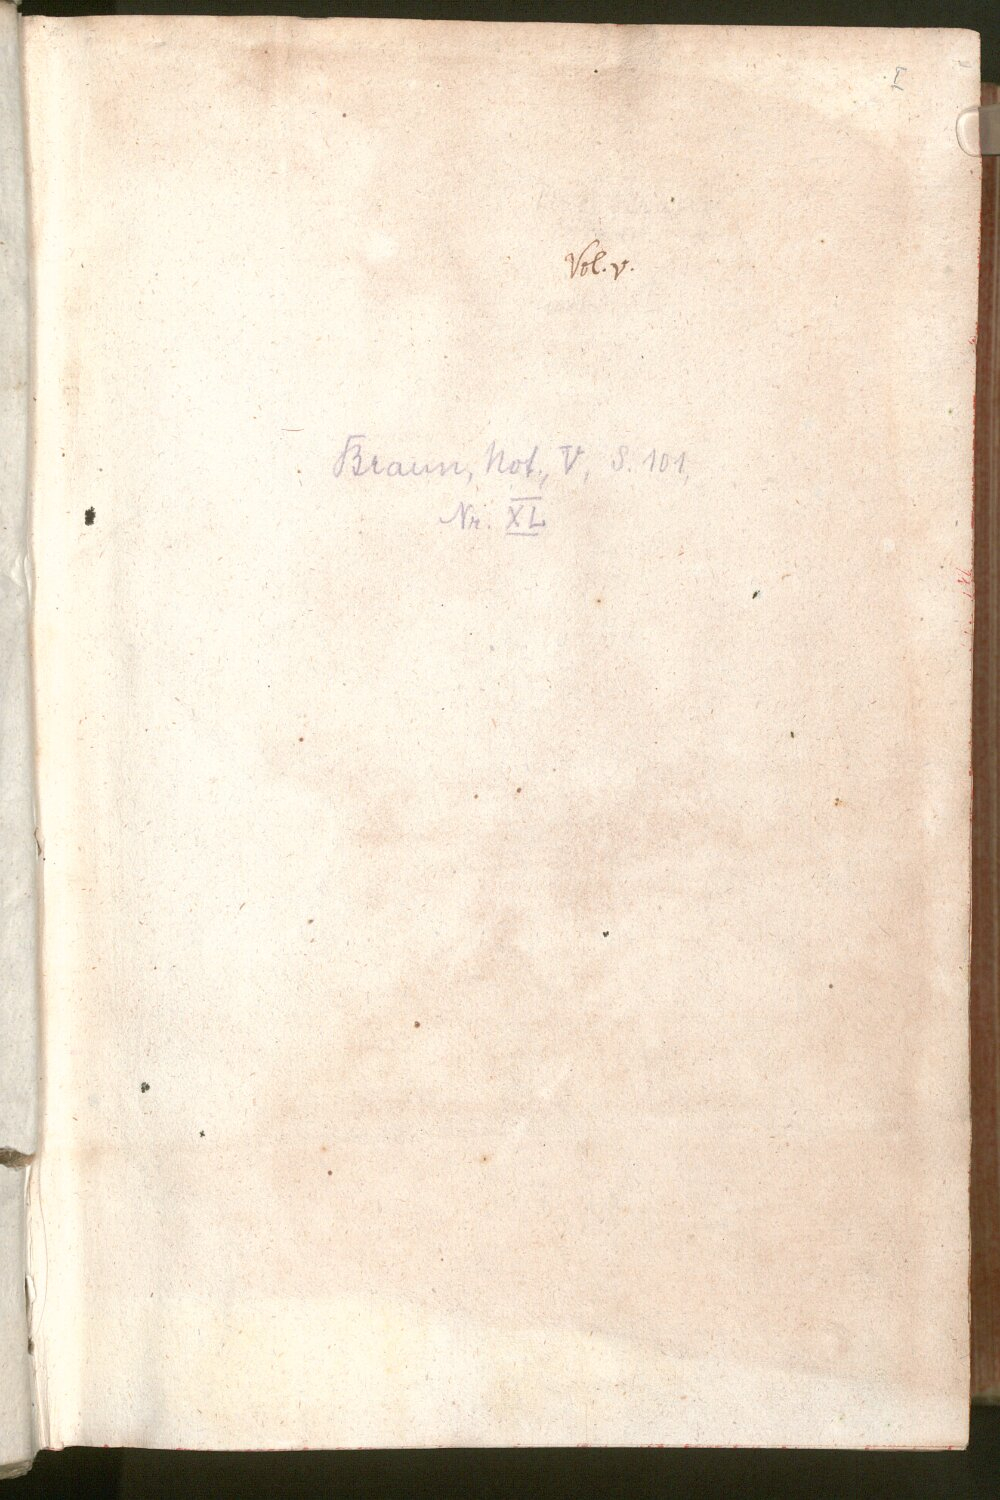 I
Vol. v.
Braun, Not., V, S. 101,
Nr. XL